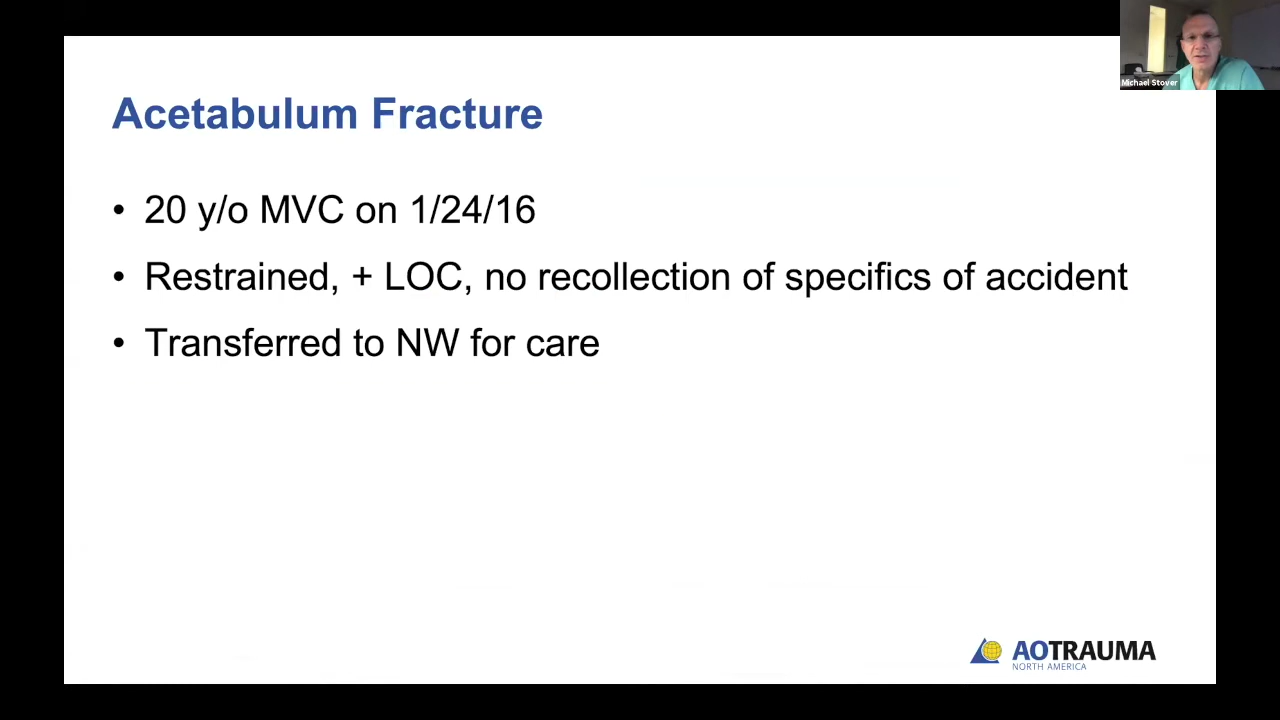 Michael Stover
Acetabulum Fracture
• 20 y/o MVC on 1/24/16
• Restrained, + LOC, no recollection of specifics of accident
• Transferred to NW for care
AOTRAUMA
NORTH AMERICA